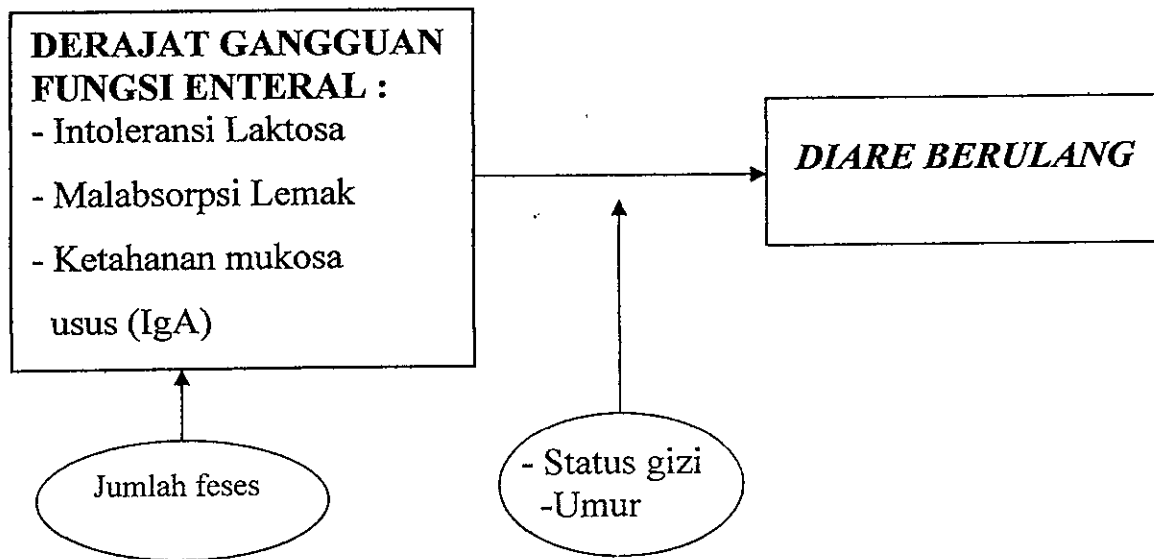 DERAJAT GANGGUAN
FUNGSI ENTERAL :
- Intoleransi Laktosa
- Malabsorpsi Lemak
- Ketahanan mukosa
usus (IgA)
DIARE BERULANG
Jumlah feses
- Status gizi
-Umur